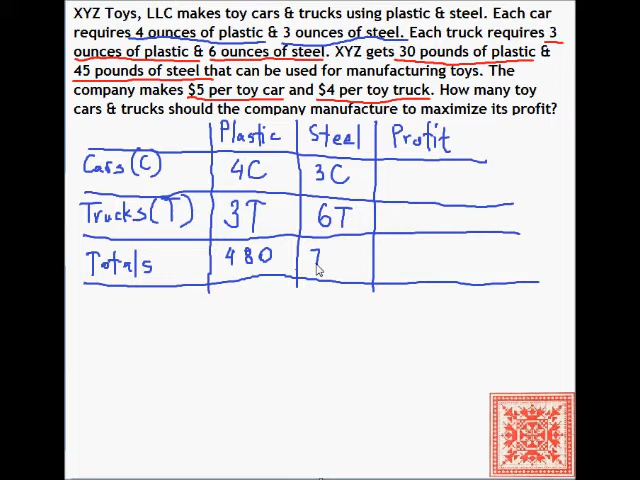 XYZ Toys, LLC makes toy cars & trucks using plastic & steel. Each car
requires 4 ounces of plastic & 3 ounces of steel. Each truck requires 3
ounces of plastic & 6 ounces of steel. XYZ gets 30 pounds of plastic &
45 pounds of steel that can be used for manufacturing toys. The
company makes $5 per toy car and $4 per toy truck. How many toy
cars & trucks should the company manufacture to maximize its profit?
Plastic Steel Profit
Cars (C) 4C 3C
Trucks (T) 3T 6T
Totals 480 7